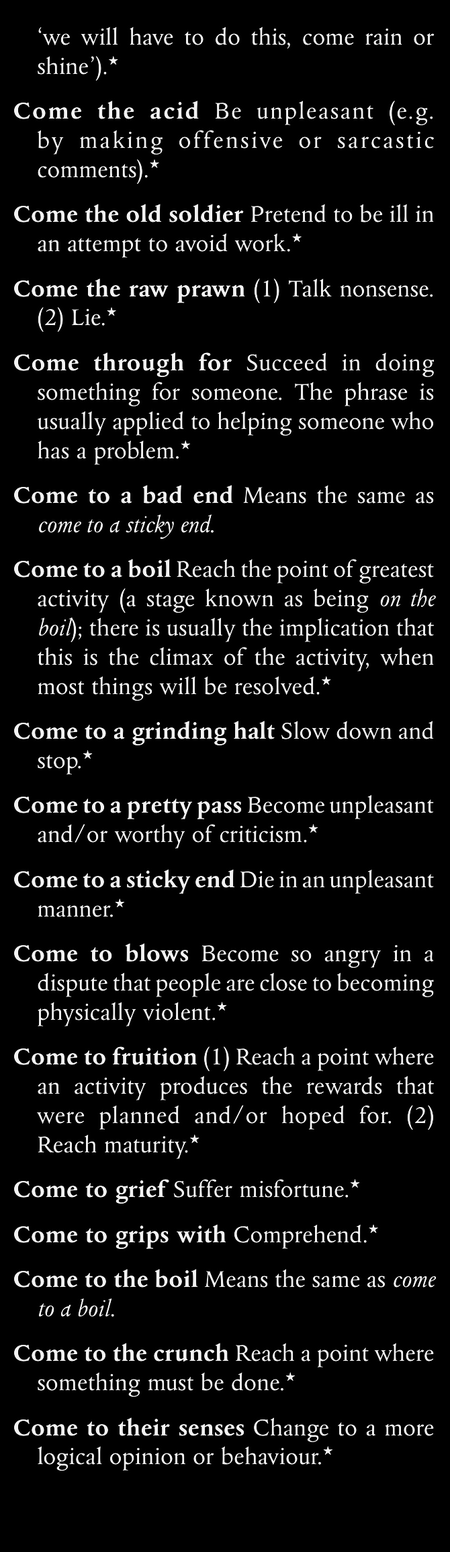 ‘we will have to do this, come rain or
shine’).★
Come the acid Be unpleasant (e.g.
by making offensive or sarcastic
comments).★
Come the old soldier Pretend to be ill in
an attempt to avoid work.★
Come the raw prawn (1) Talk nonsense.
(2) Lie.★
Come through for Succeed in doing
something for someone. The phrase is
usually applied to helping someone who
has a problem.★
Come to a bad end Means the same as
come to a sticky end.
Come to a boil Reach the point of greatest
activity (a stage known as being on the
boil); there is usually the implication that
this is the climax of the activity, when
most things will be resolved.★
Come to a grinding halt Slow down and
stop.★
Come to a pretty pass Become unpleasant
and/or worthy of criticism.★
Come to a sticky end Die in an unpleasant
manner.★
Come to blows Become so angry in a
dispute that people are close to becoming
physically violent.★
Come to fruition (1) Reach a point where
an activity produces the rewards that
were planned and/or hoped for. (2)
Reach maturity.★
Come to grief Suffer misfortune.★
Come to grips with Comprehend.★
Come to the boil Means the same as come
to a boil.
Come to the crunch Reach a point where
something must be done.★
Come to their senses Change to a more
logical opinion or behaviour.★